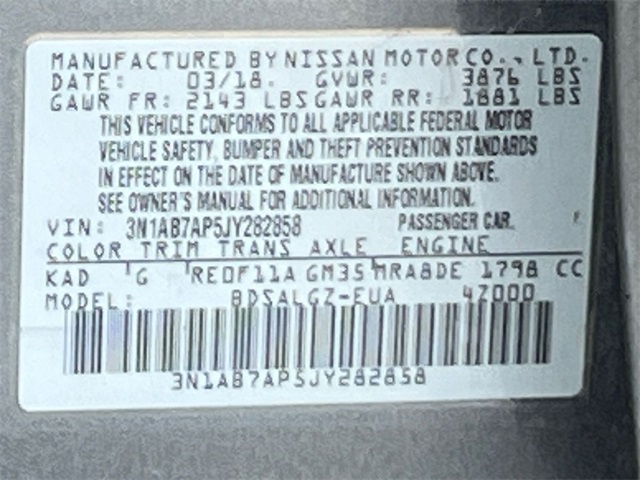 MANUFACTURED BY NISSAN MOTOR CO., LTD.
DATE: 03/18. GVWR: 3876 LBS
GAWR FR: 2143 LBS GAWR RR: 1881 LBS
THIS VEHICLE CONFORMS TO ALL APPLICABLE FEDERAL MOTOR
VEHICLE SAFETY, BUMPER AND THEFT PREVENTION STANDARDS
IN EFFECT ON THE DATE OF MANUFACTURE SHOWN ABOVE.
SEE OWNER'S MANUAL FOR ADDITIONAL INFORMATION.
VIN: 3N1AB7AP5JY282858 PASSENGER CAR.
COLOR TRIM TRANS AXLE ENGINE
KAD G RE0F11A GM35 MRA8DE 1798 CC
MODEL: BDSALGZ-EUA 4Z000
3N1AB7AP5JY282858